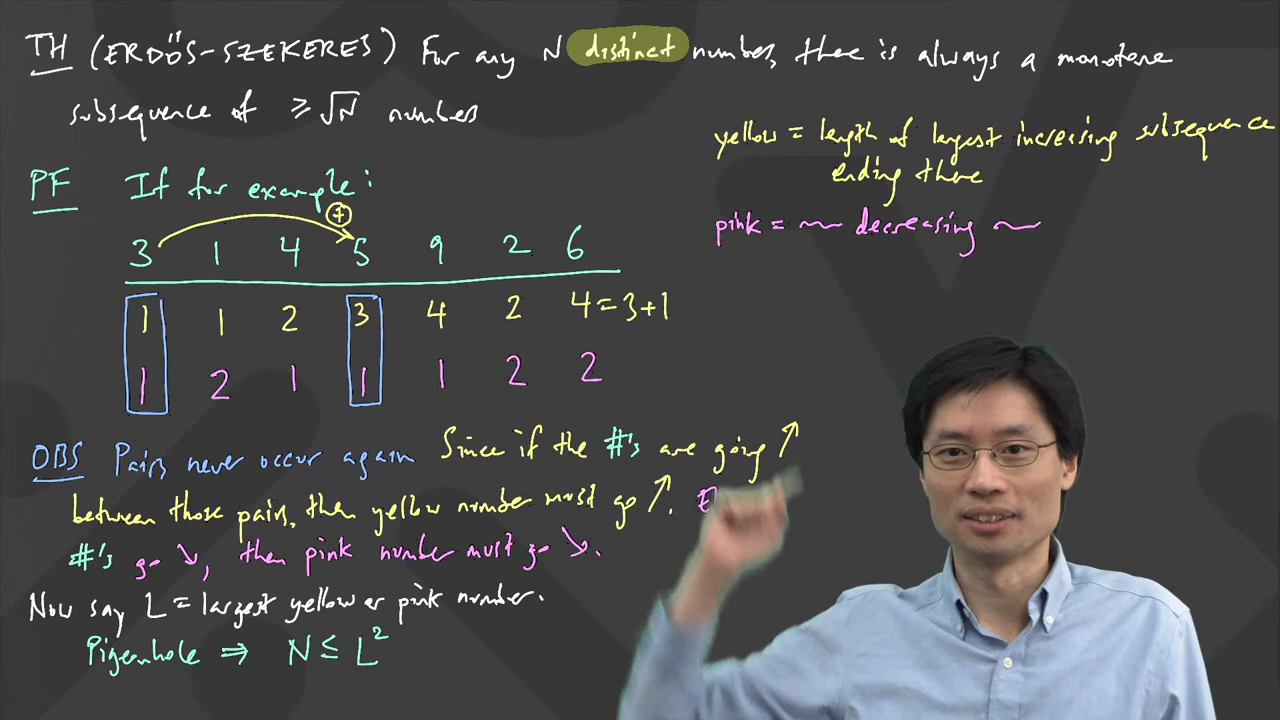 TH (ERDŐS-SZEKERES) For any N distinct numbers, there is always a monotone
subsequence of ≥ √N numbers
yellow = length of largest increasing subsequence
ending there
pink = ~ decreasing ~
PF If for example:
+
3 1 4 5 9 2 6
1 1 2 3 4 2 4=3+1
1 2 1 1 1 2 2
OBS Pairs never occur again Since if the #'s are going ↗
between those pairs, then yellow number must go ↗.
#'s go ↘, then pink number must go ↘.
Now say L = largest yellow or pink number.
Pigeonhole ⇒ N ≤ L²